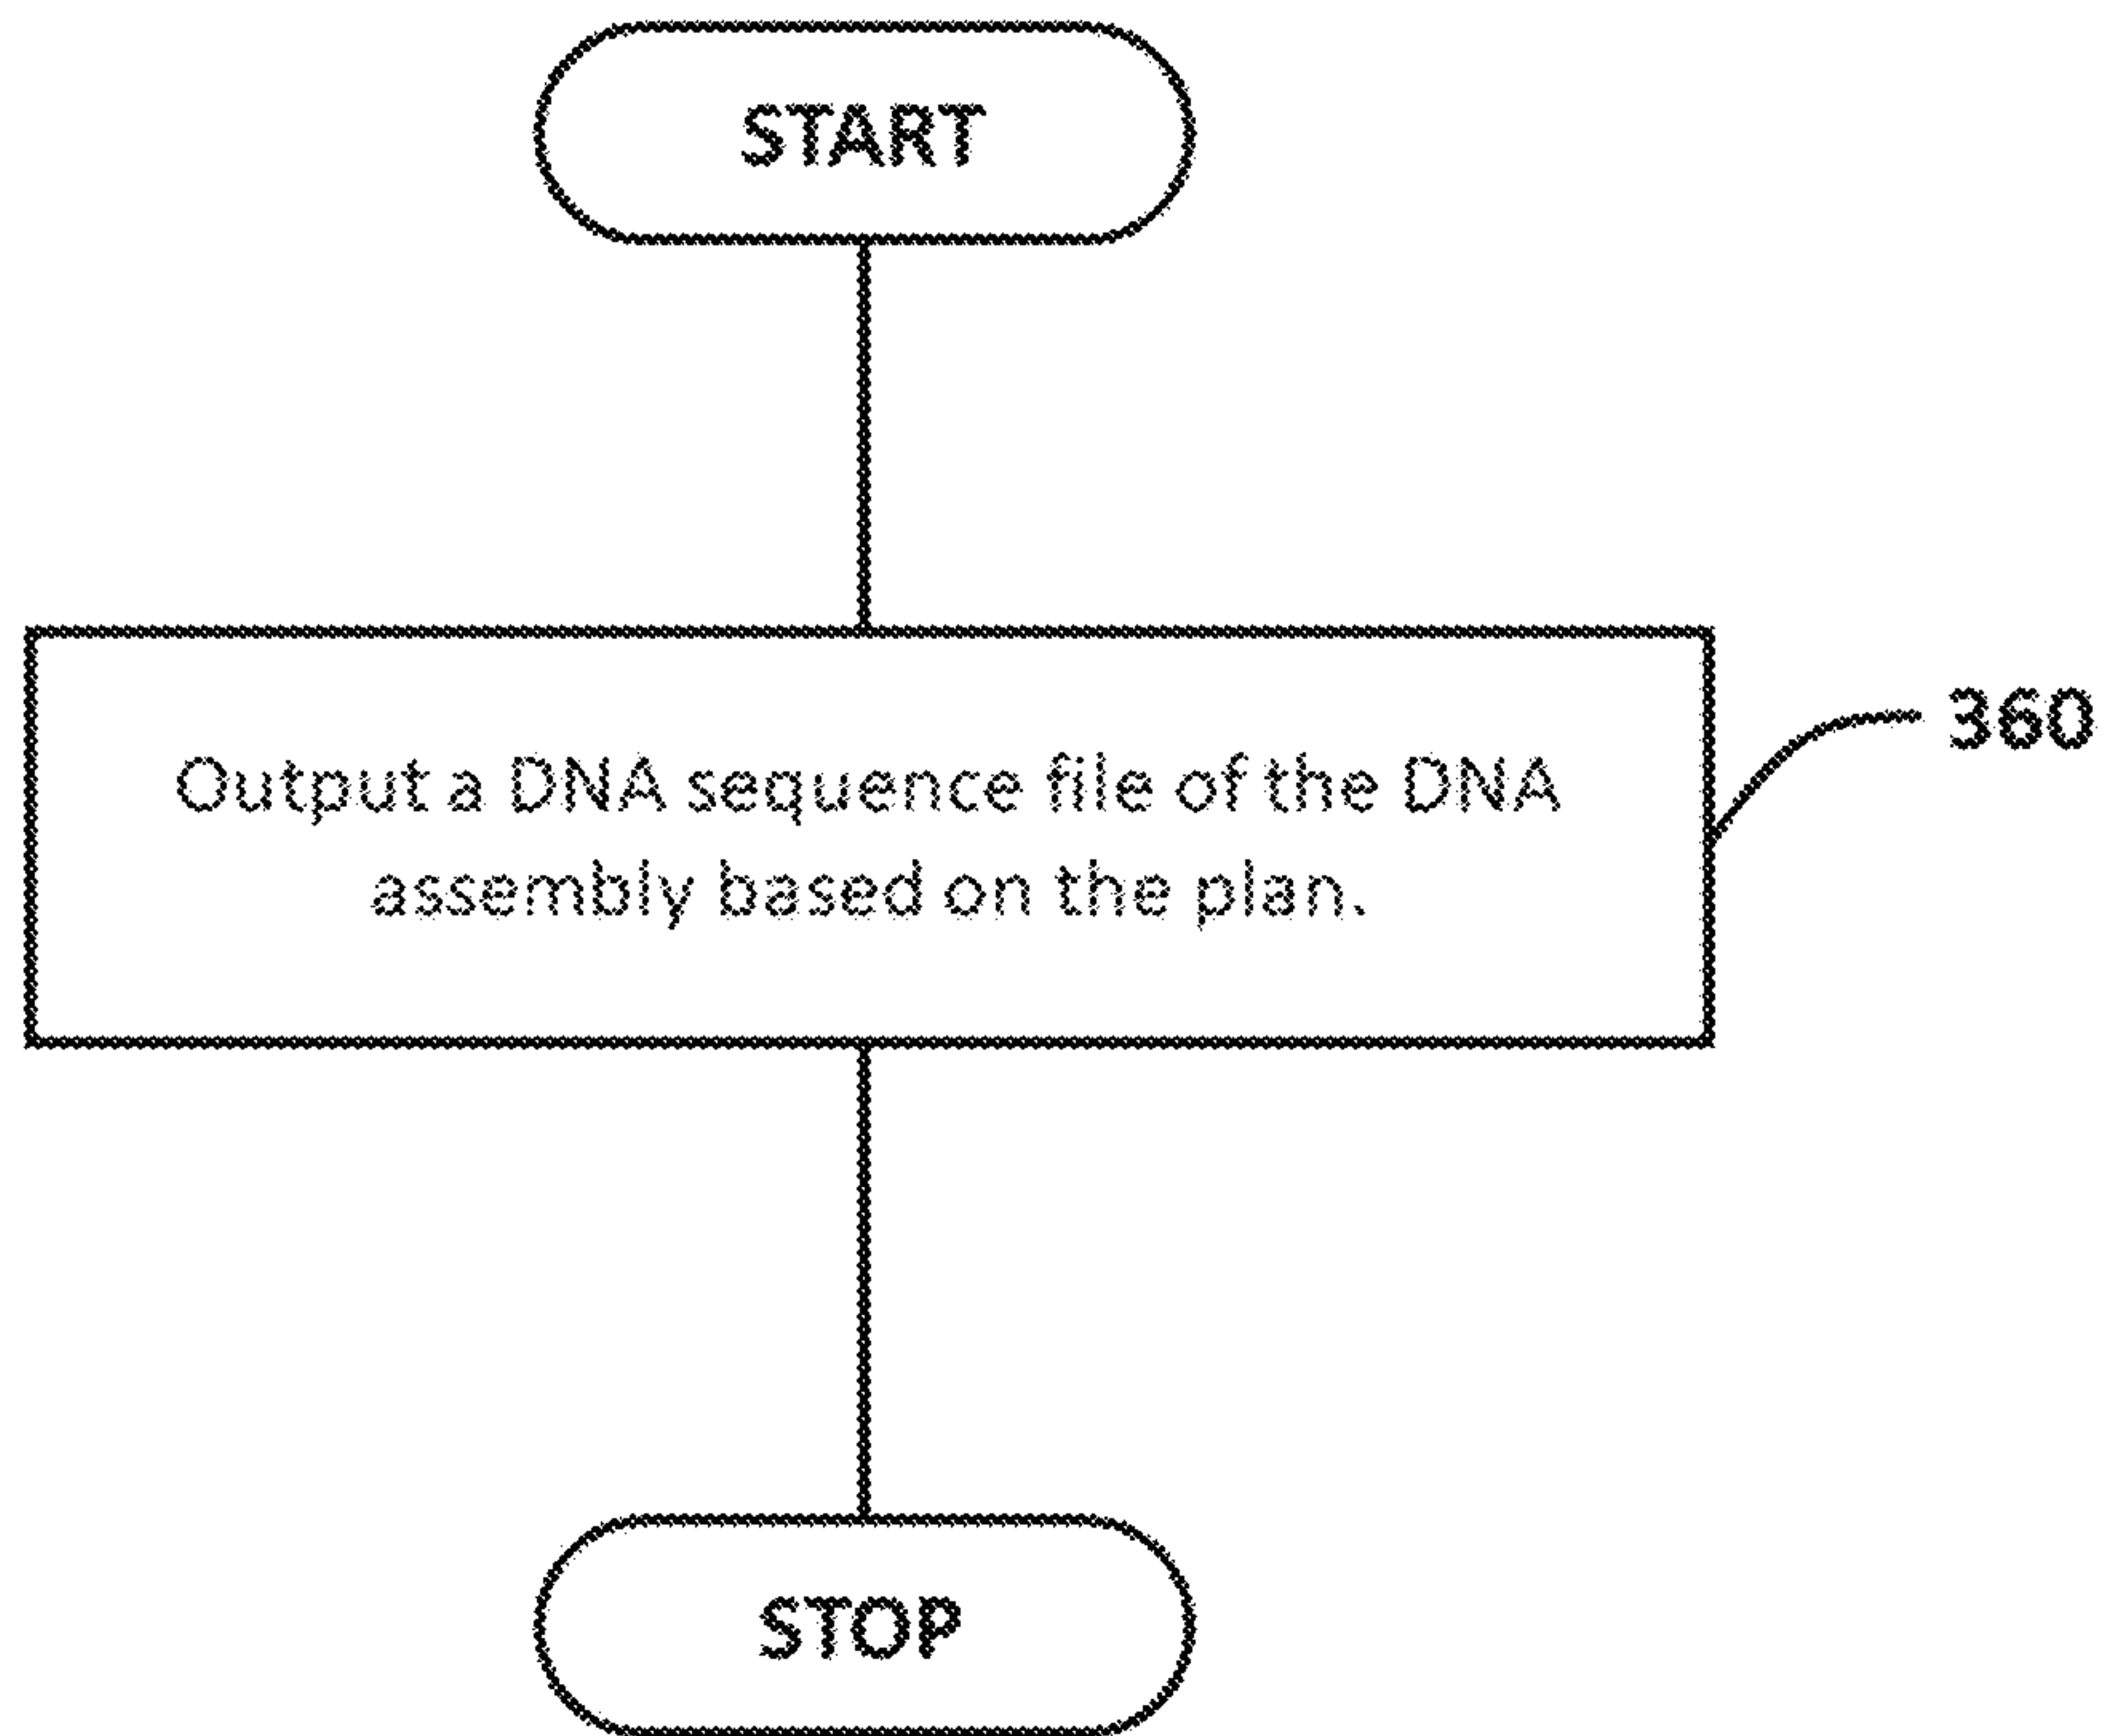 START
360
Output a DNA sequence file of the DNA
assembly based on the plan.
STOP